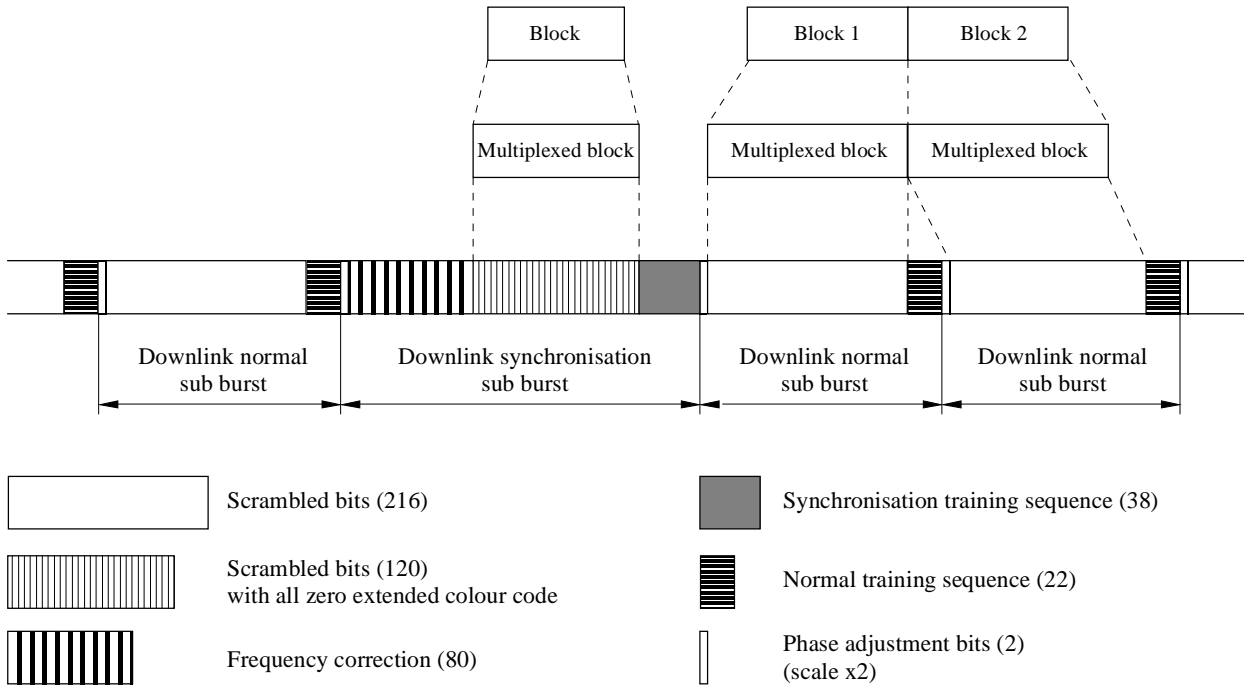 Block
Block 1
Block 2
Multiplexed block
Multiplexed block
Multiplexed block
Downlink normal
sub burst
Downlink synchronisation
sub burst
Downlink normal
sub burst
Downlink normal
sub burst
Scrambled bits (216)
Synchronisation training sequence (38)
Scrambled bits (120)
with all zero extended colour code
Normal training sequence (22)
Frequency correction (80)
Phase adjustment bits (2)
(scale x2)